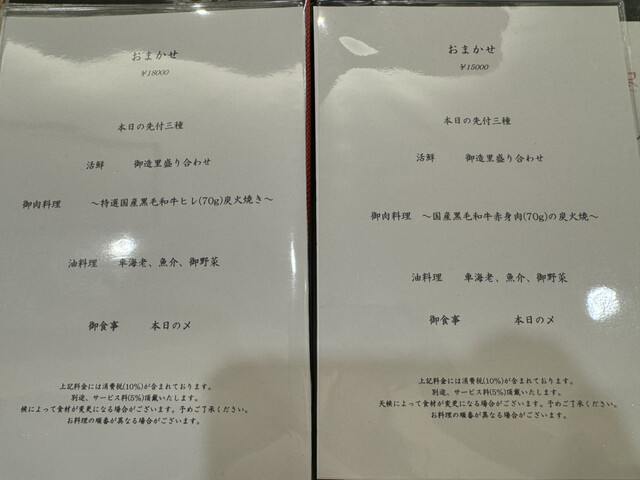 おまかせ
￥18000
本日の先付三種
活鮮 御造里盛り合わせ
御肉料理 ～特選国産黒毛和牛ヒレ(70g)炭火焼き～
油料理 車海老、魚介、御野菜
御食事 本日の〆
上記料金には消費税(10%)が含まれております。
別途、サービス料(5%)頂戴いたします。
候によって食材が変更になる場合がございます。予めご了承ください。
お料理の順番が異なる場合がございます。
おまかせ
￥15000
本日の先付三種
活鮮 御造里盛り合わせ
御肉料理 ～国産黒毛和牛赤身肉(70g)の炭火焼～
油料理 車海老、魚介、御野菜
御食事 本日の〆
上記料金には消費税(10%)が含まれております。
別途、サービス料(5%)頂戴いたします。
天候によって食材が変更になる場合がございます。予めご了承ください。
お料理の順番が異なる場合がございます。